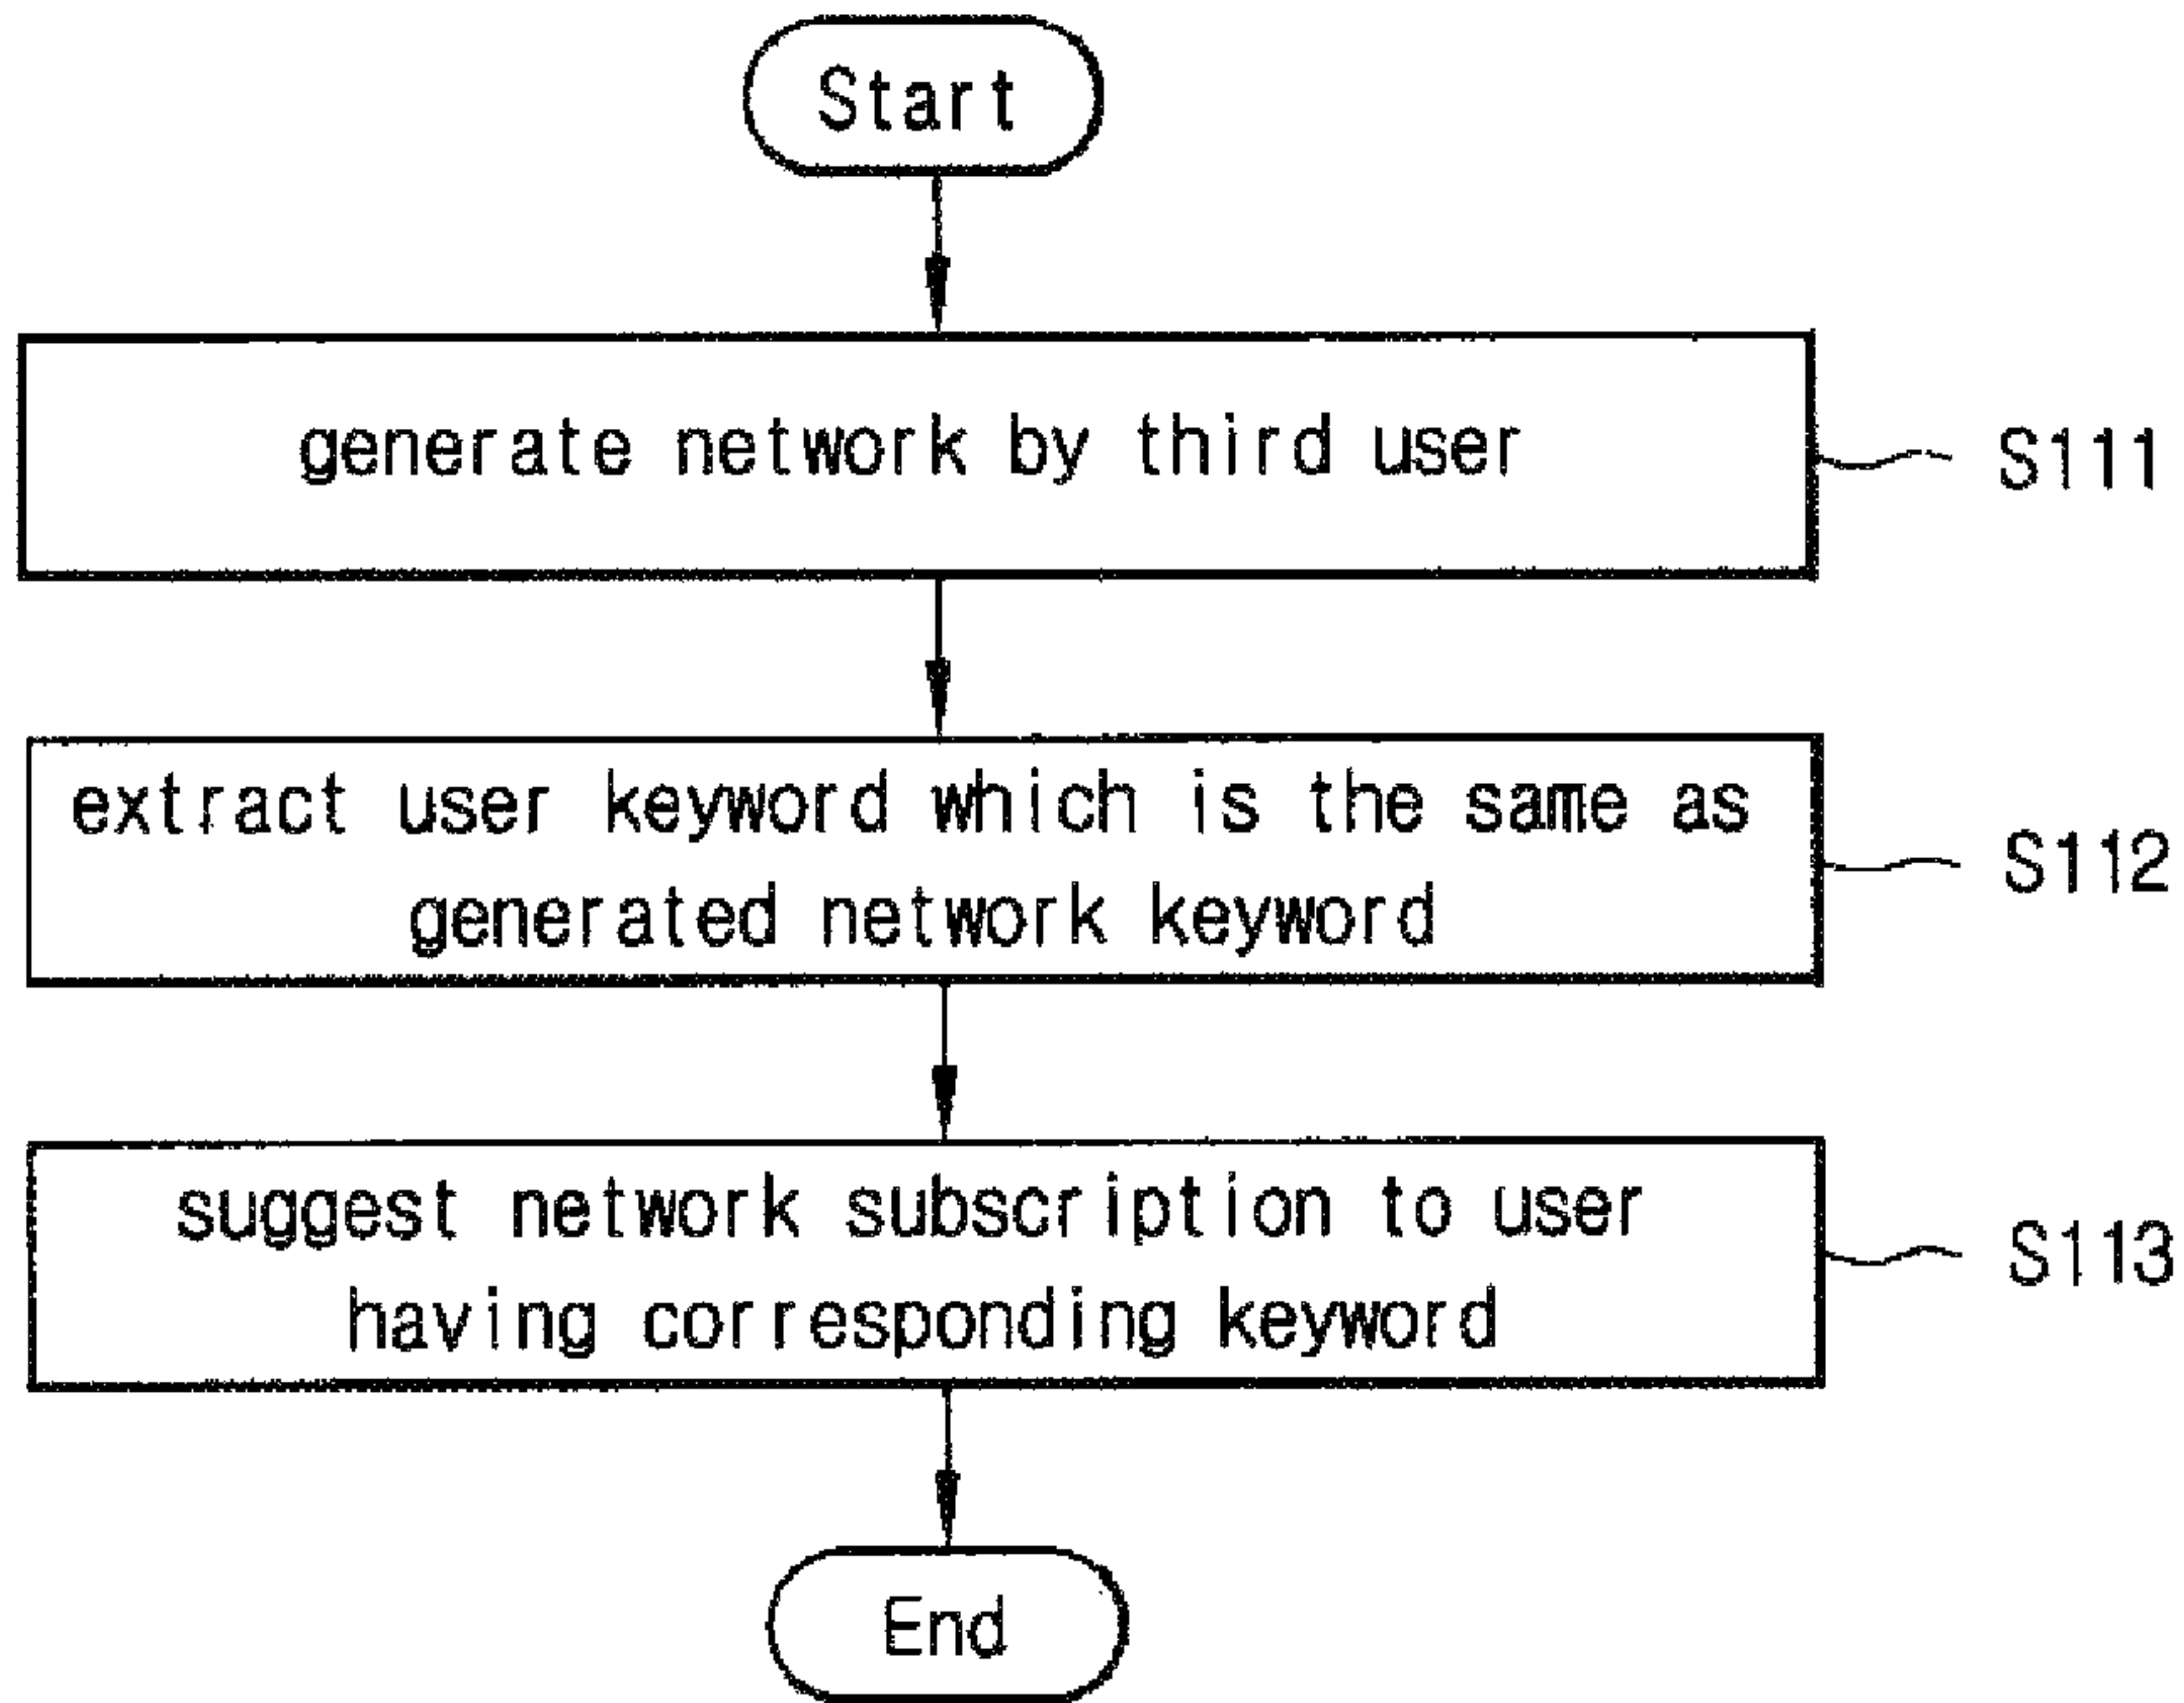 Start
generate network by third user
S111
extract user keyword which is the same as
generated network keyword
S112
suggest network subscription to user
having corresponding keyword
S113
End